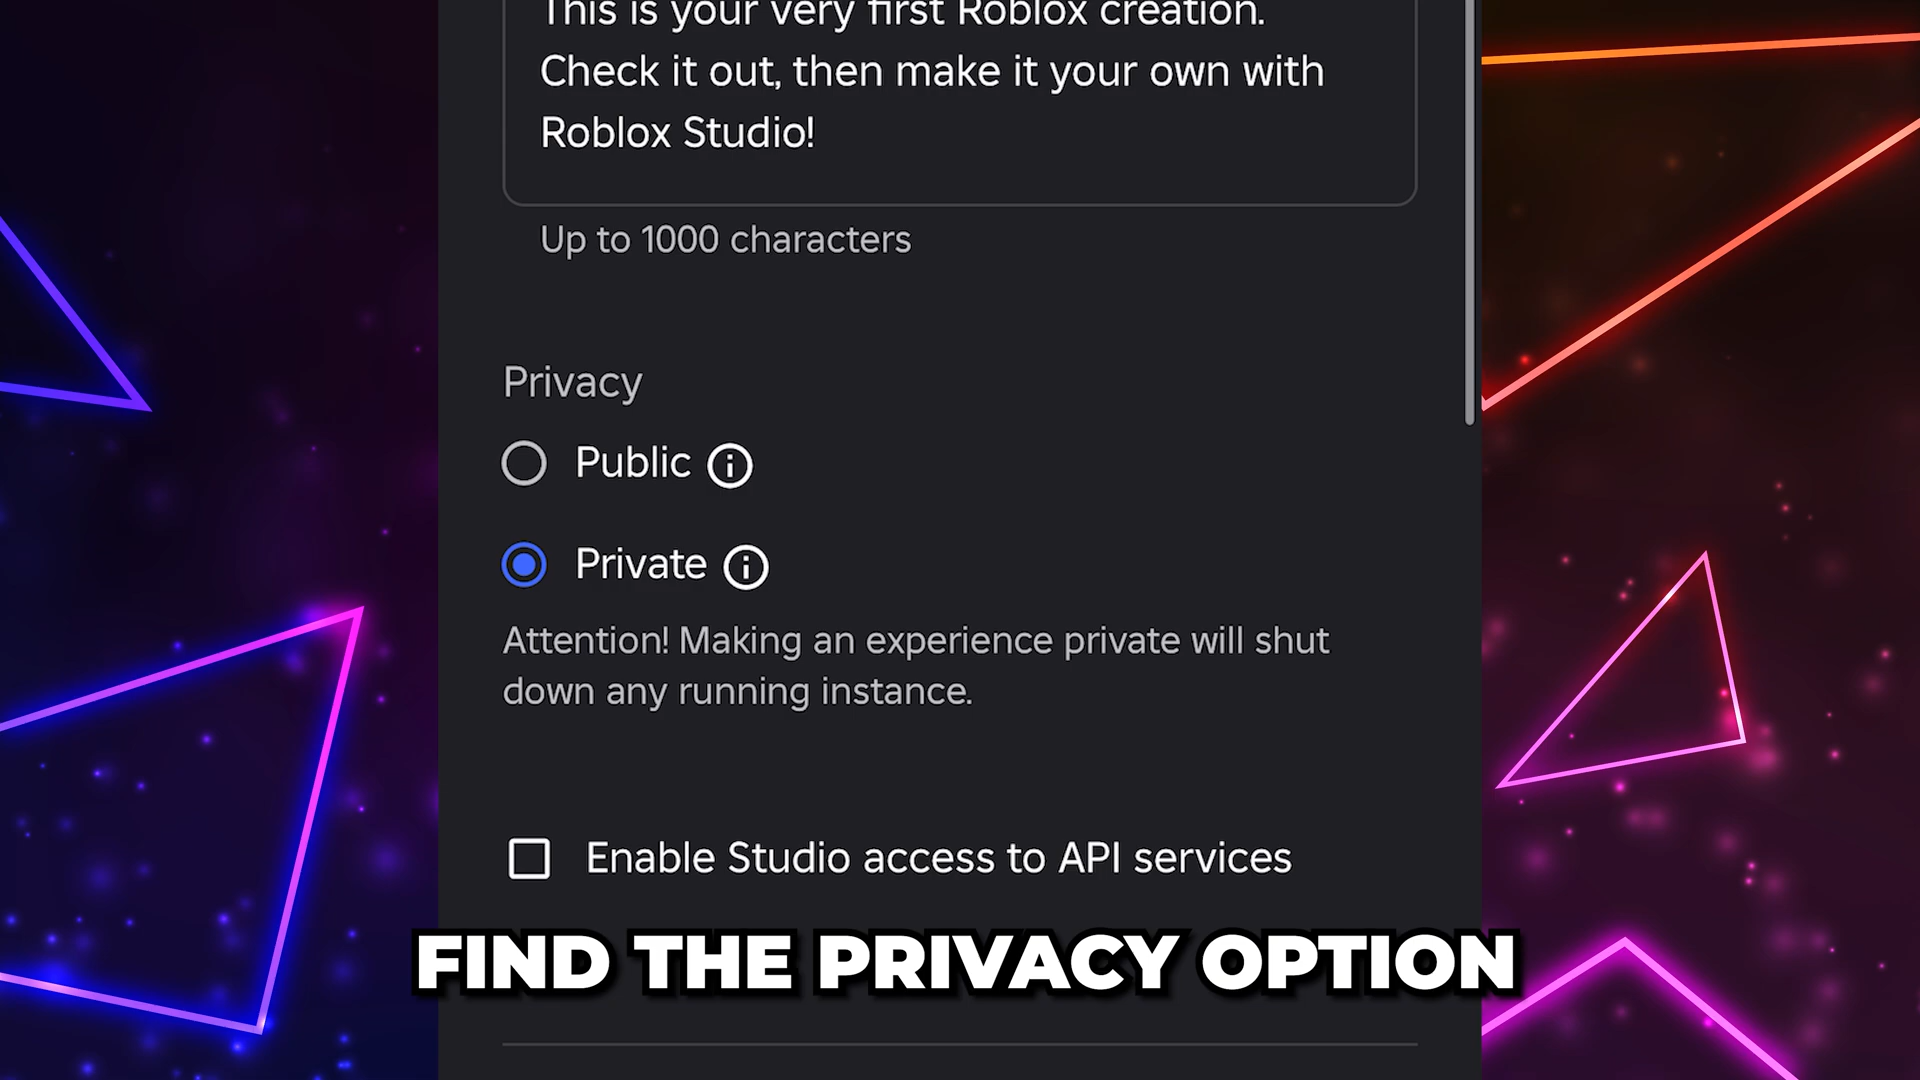 This is your very first Roblox creation.
Check it out, then make it your own with
Roblox Studio!
Up to 1000 characters
Privacy
Public
Private
Attention! Making an experience private will shut
down any running instance.
Enable Studio access to API services
FIND THE PRIVACY OPTION